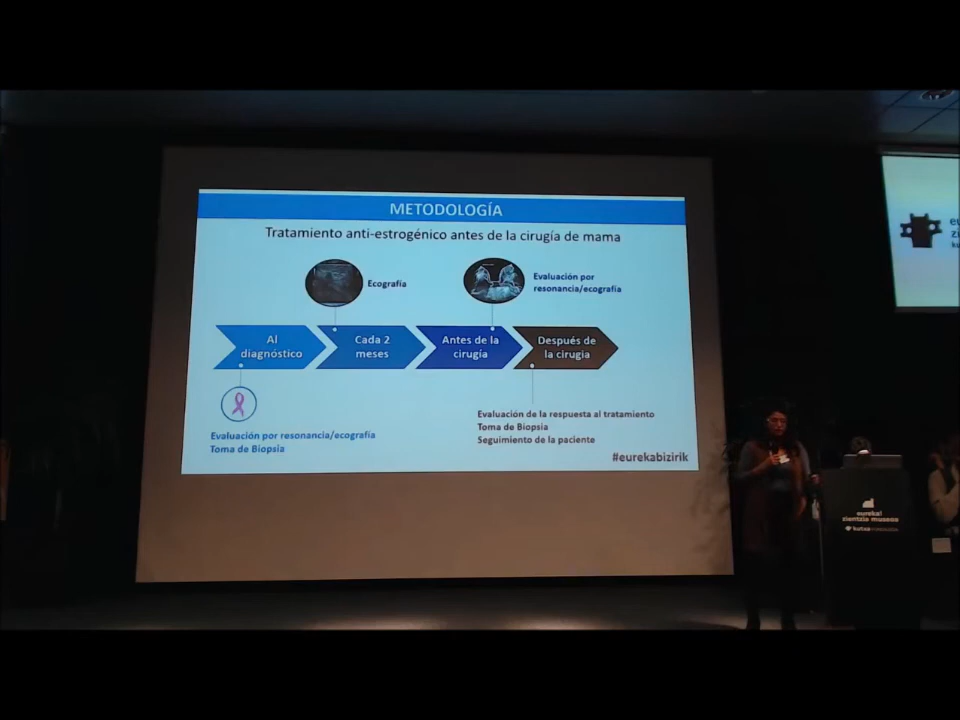 METODOLOGÍA
Tratamiento anti-estrogénico antes de la cirugía de mama
Ecografía
Evaluación por
resonancia/ecografía
Al
diagnóstico
Cada 2
meses
Antes de la
cirugía
Después de
la cirugia
Evaluación por resonancia/ecografía
Toma de Biopsia
Evaluación de la respuesta al tratamiento
Toma de Biopsia
Seguimiento de la paciente
#eurekabizirik
eureka!
zientzia museoa
kutxa